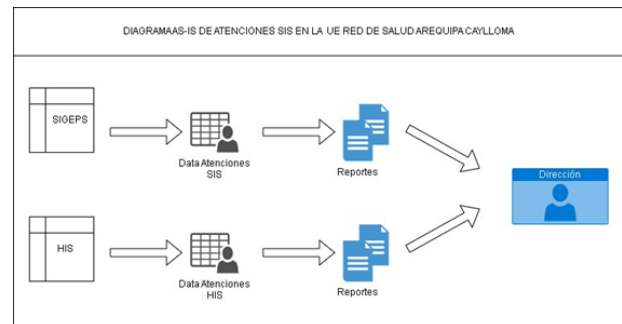 DIAGRAMAAS-IS DE ATENCIONES SIS EN LA UE RED DE SALUD AREQUIPA CAYLLOMA
SIGEPS
Data Atenciones
SIS
Reportes
Dirección
HIS
Data Atenciones
HIS
Reportes